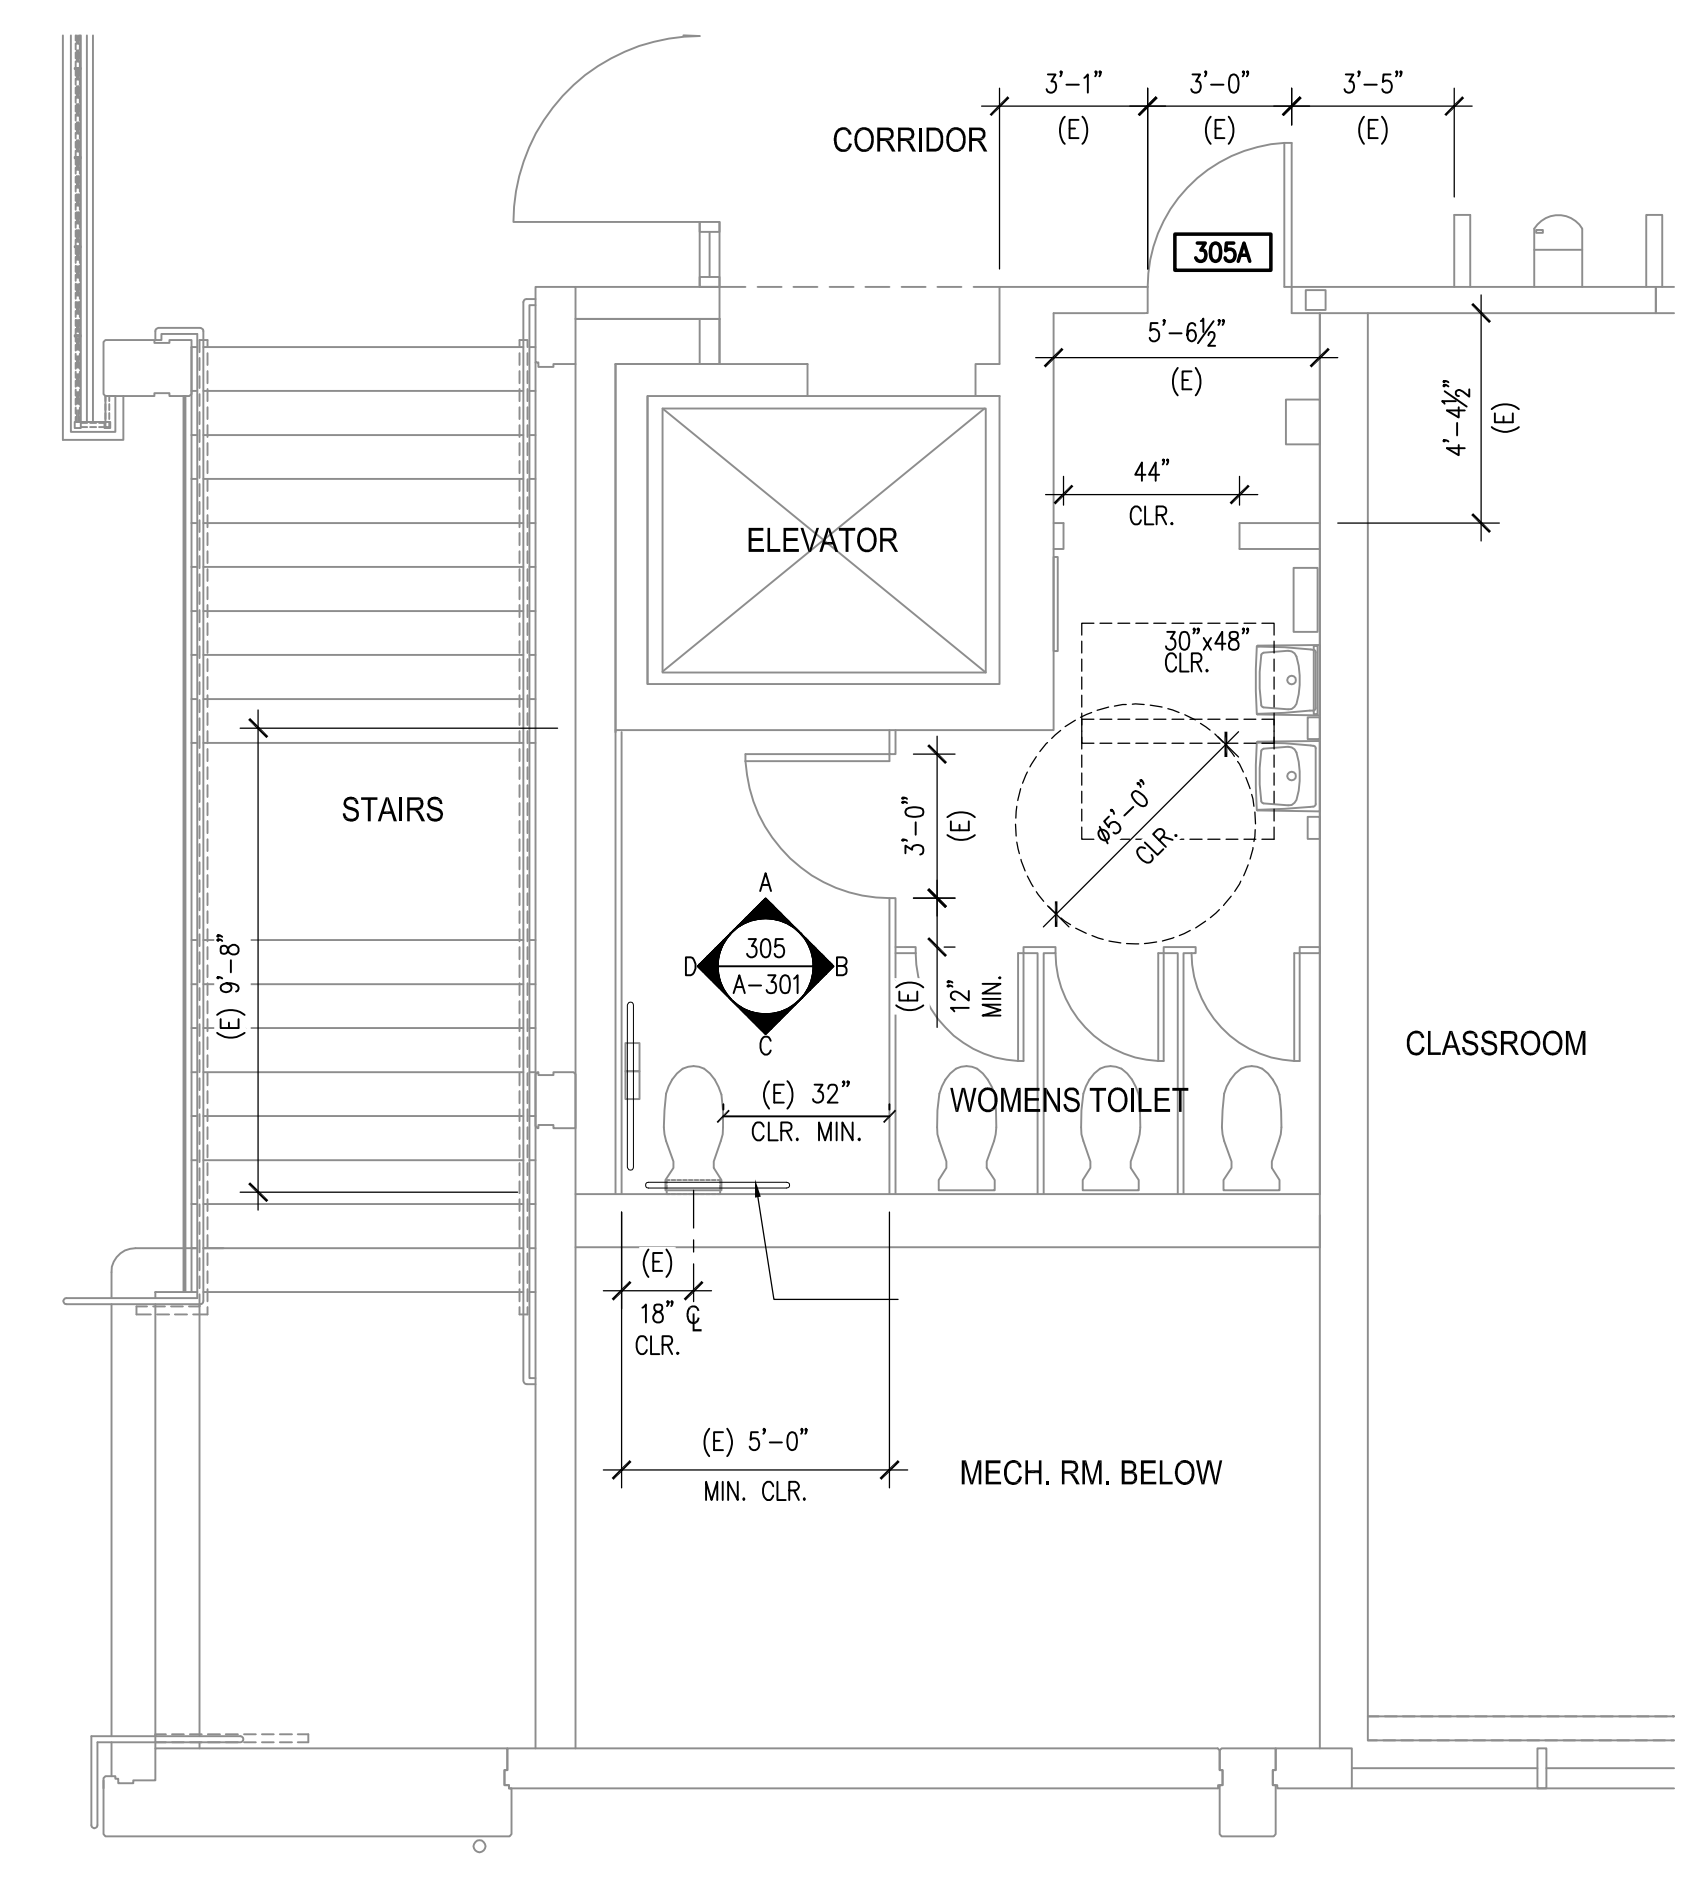 3'-1" 3'-0" 3'-5"
(E) (E) (E)
CORRIDOR
305A
5'-6½"
(E)
4'-4½"
(E)
44"
CLR.
ELEVATOR
30"x48"
CLR.
STAIRS
3'-0"
(E)
ø5'-0"
CLR.
A
305
D B
A-301
C
(E) 9'-8"
(E)
12"
MIN.
CLASSROOM
(E) 32"
CLR. MIN.
WOMENS TOILET
(E)
18" ℄
CLR.
(E) 5'-0"
MIN. CLR.
MECH. RM. BELOW